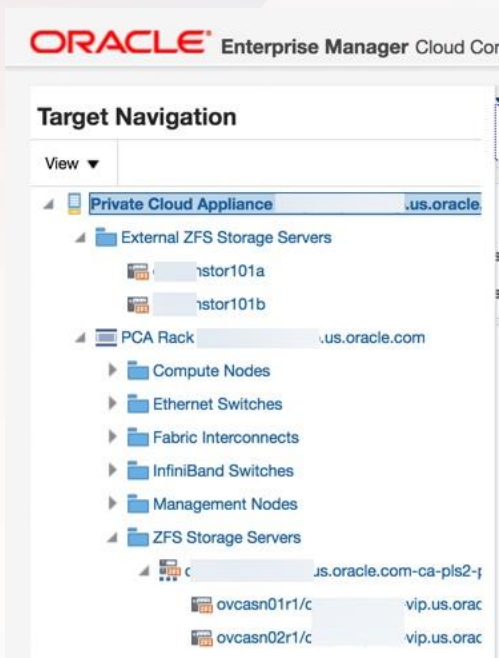 ORACLE® Enterprise Manager Cloud Cor
Target Navigation
View ▼
Private Cloud Appliance .us.oracle.
External ZFS Storage Servers
nstor101a
nstor101b
PCA Rack .us.oracle.com
Compute Nodes
Ethernet Switches
Fabric Interconnects
InfiniBand Switches
Management Nodes
ZFS Storage Servers
us.oracle.com-ca-pls2-p
ovcasn01r1/c vip.us.orac
ovcasn02r1/c vip.us.orac